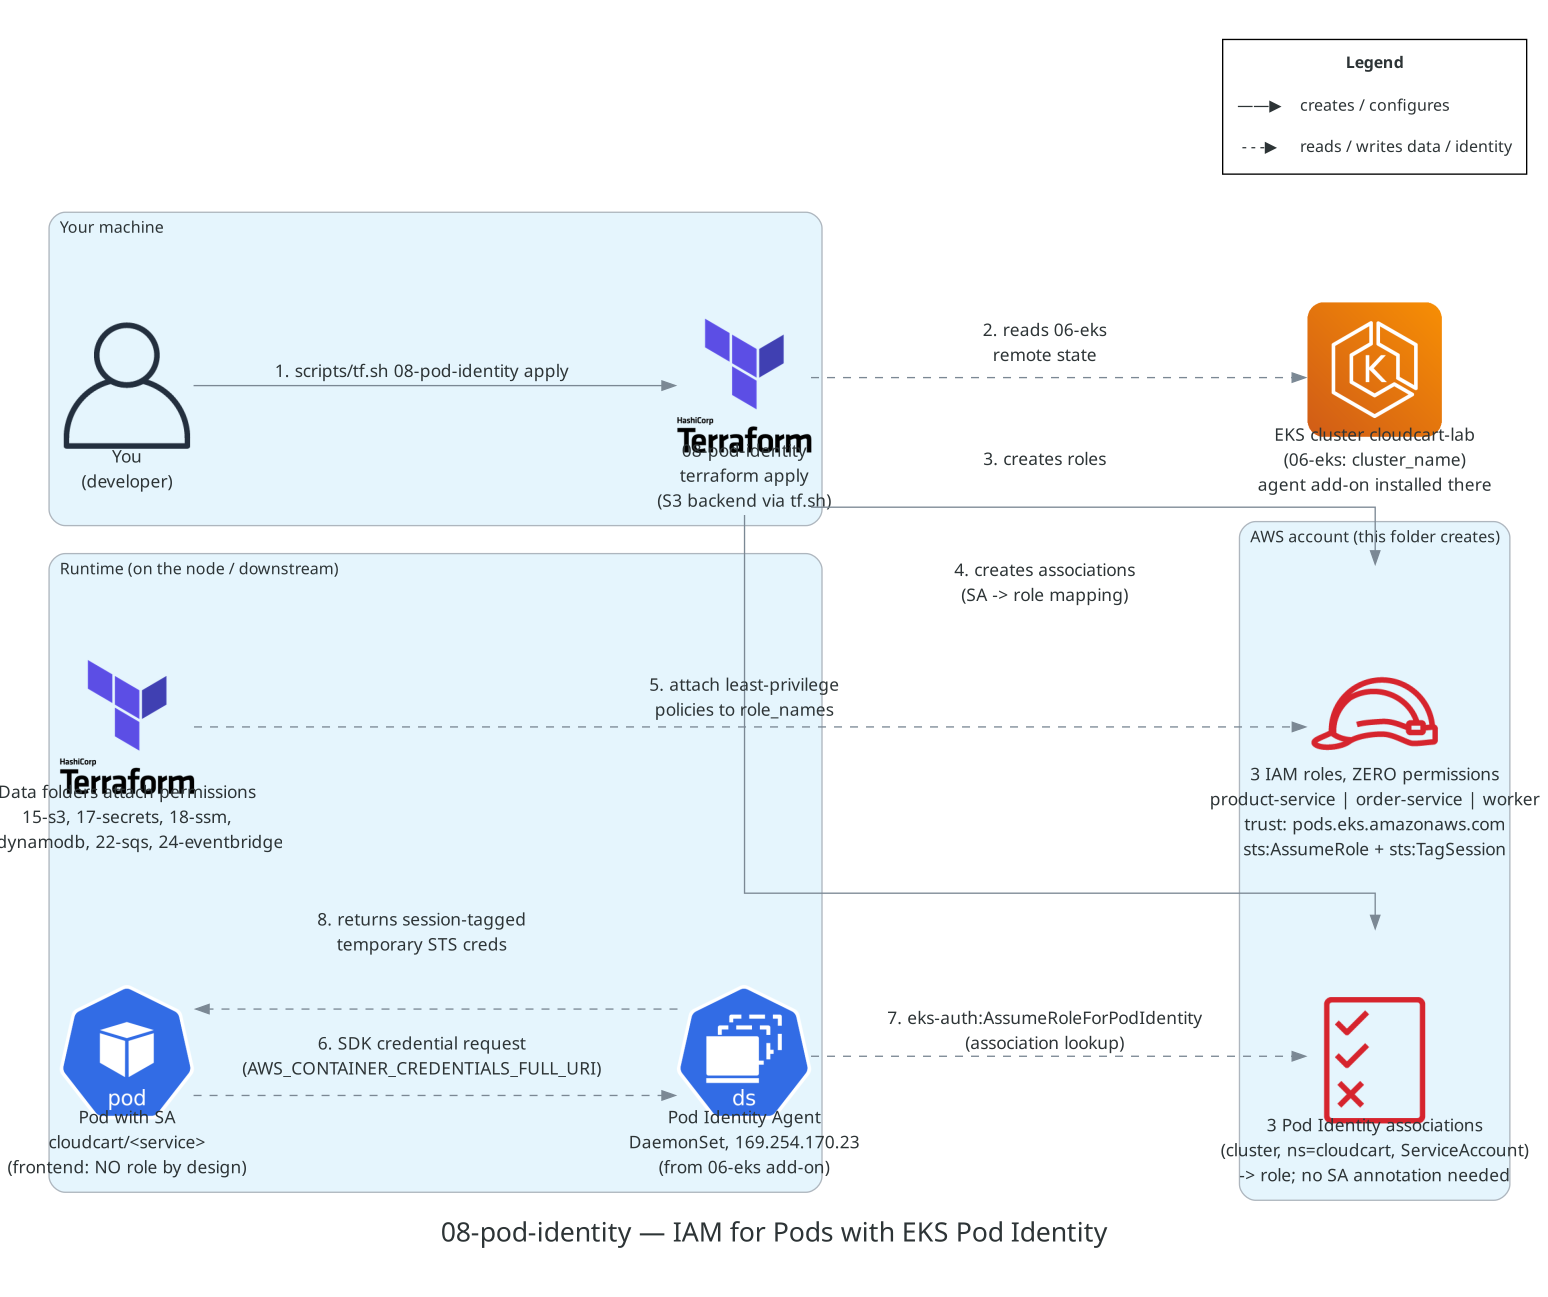 Legend
——▶ creates / configures
- - -▶ reads / writes data / identity
Your machine
1. scripts/tf.sh 08-pod-identity apply
You
(developer)
HashiCorp
Terraform
08-pod-identity
terraform apply
(S3 backend via tf.sh)
2. reads 06-eks
remote state
K
EKS cluster cloudcart-lab
(06-eks: cluster_name)
agent add-on installed there
3. creates roles
4. creates associations
(SA -> role mapping)
AWS account (this folder creates)
Runtime (on the node / downstream)
HashiCorp
Terraform
Data folders attach permissions
15-s3, 17-secrets, 18-ssm,
dynamodb, 22-sqs, 24-eventbridge
5. attach least-privilege
policies to role_names
3 IAM roles, ZERO permissions
product-service | order-service | worker
trust: pods.eks.amazonaws.com
sts:AssumeRole + sts:TagSession
8. returns session-tagged
temporary STS creds
6. SDK credential request
(AWS_CONTAINER_CREDENTIALS_FULL_URI)
pod
Pod with SA
cloudcart/<service>
(frontend: NO role by design)
ds
Pod Identity Agent
DaemonSet, 169.254.170.23
(from 06-eks add-on)
7. eks-auth:AssumeRoleForPodIdentity
(association lookup)
3 Pod Identity associations
(cluster, ns=cloudcart, ServiceAccount)
-> role; no SA annotation needed
08-pod-identity — IAM for Pods with EKS Pod Identity